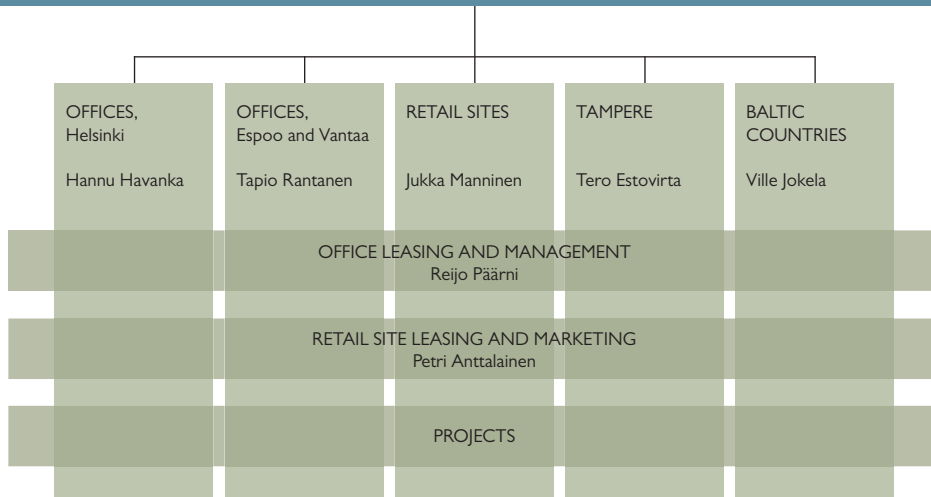 OFFICES,
Helsinki
Hannu Havanka
OFFICES,
Espoo and Vantaa
Tapio Rantanen
RETAIL SITES
Jukka Manninen
TAMPERE
Tero Estovirta
BALTIC
COUNTRIES
Ville Jokela
OFFICE LEASING AND MANAGEMENT
Reijo Päärni
RETAIL SITE LEASING AND MARKETING
Petri Anttalainen
PROJECTS